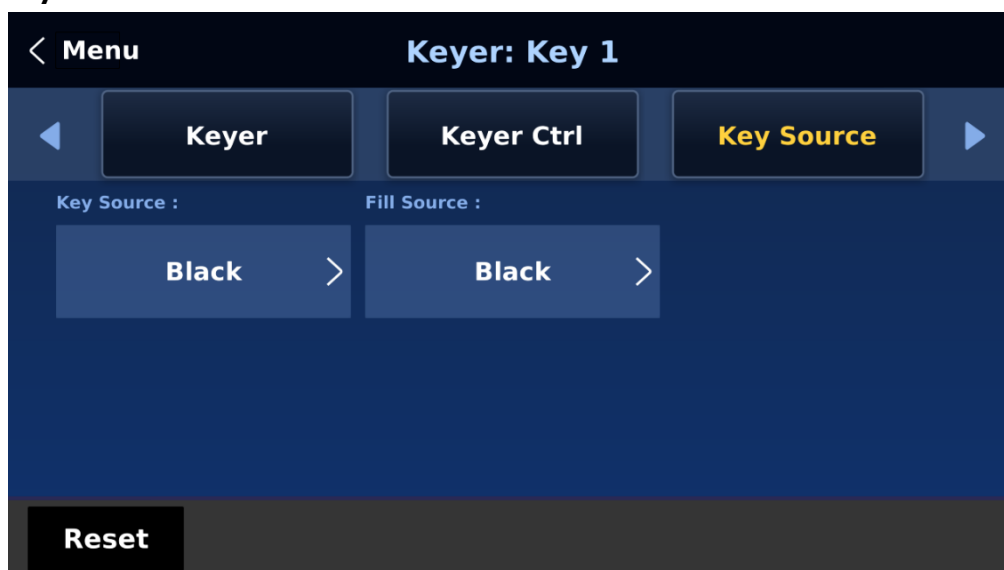 Menu
Keyer: Key 1
Keyer
Keyer Ctrl
Key Source
Key Source :
Fill Source :
Black
Black
Reset